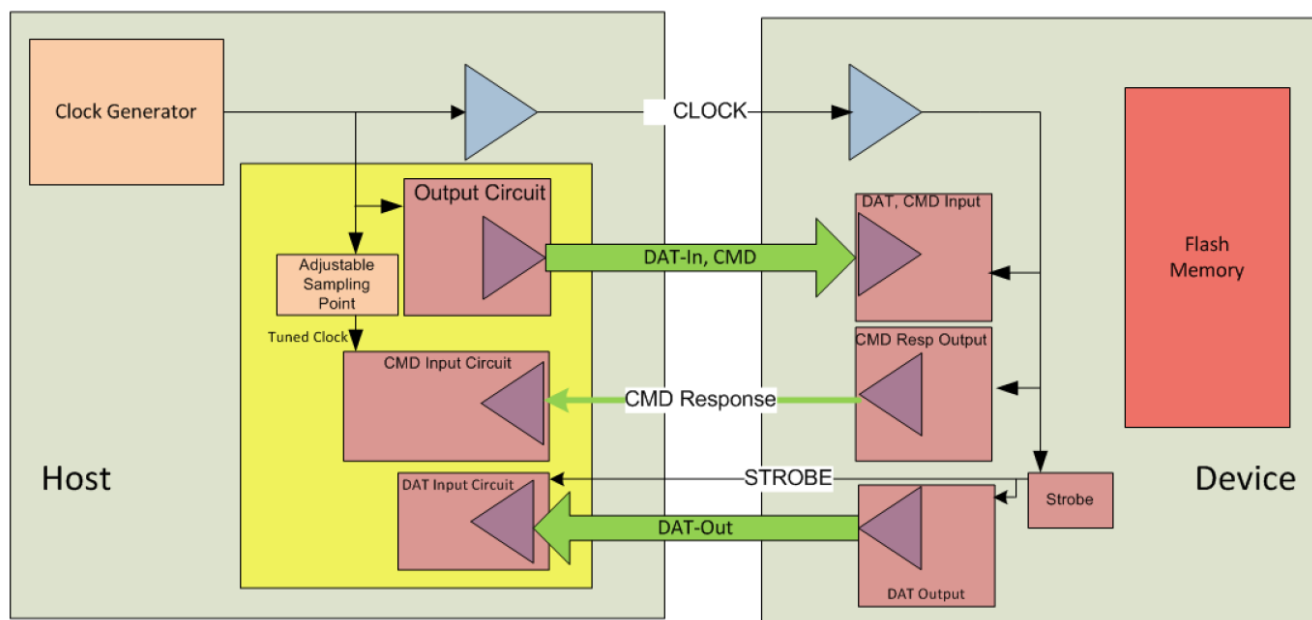 Clock Generator
CLOCK
Output Circuit
DAT, CMD Input
DAT-In, CMD
Flash
Memory
Adjustable
Sampling
Point
Tuned Clock
CMD Input Circuit
CMD Resp Output
CMD Response
Host
STROBE
Device
DAT Input Circuit
Strobe
DAT-Out
DAT Output